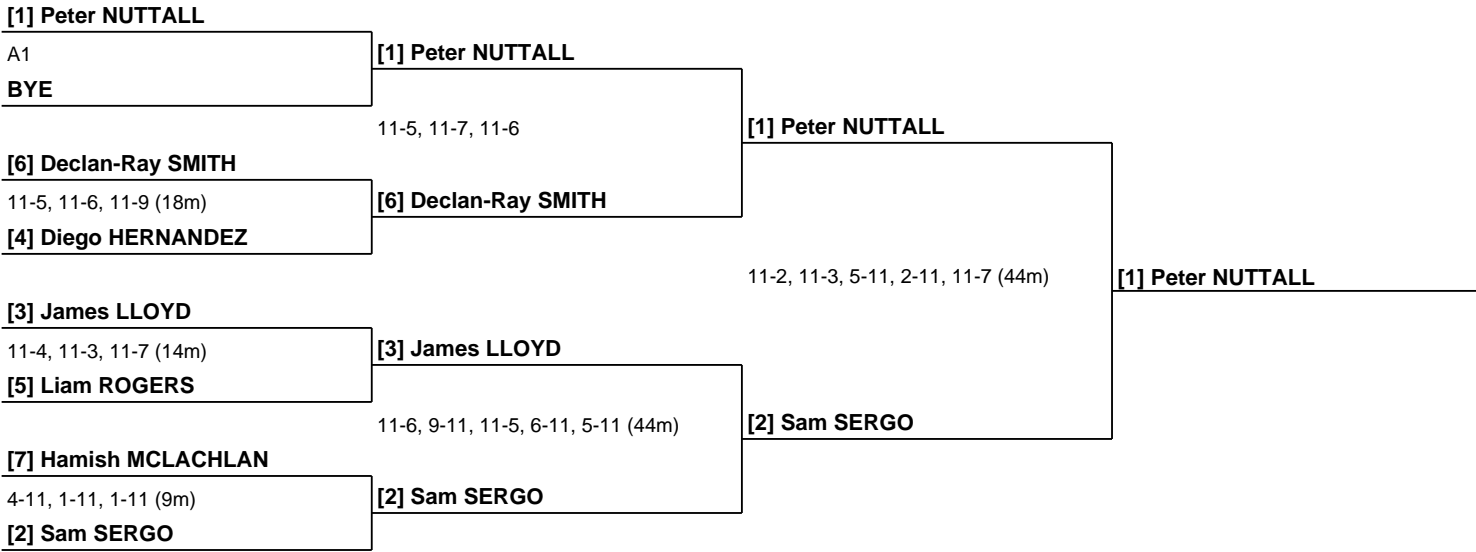 [1] Peter NUTTALL
A1
BYE
[6] Declan-Ray SMITH
11-5, 11-6, 11-9 (18m)
[4] Diego HERNANDEZ
[3] James LLOYD
11-4, 11-3, 11-7 (14m)
[5] Liam ROGERS
[7] Hamish MCLACHLAN
4-11, 1-11, 1-11 (9m)
[2] Sam SERGO
[1] Peter NUTTALL
11-5, 11-7, 11-6
[6] Declan-Ray SMITH
[3] James LLOYD
11-6, 9-11, 11-5, 6-11, 5-11 (44m)
[2] Sam SERGO
[1] Peter NUTTALL
11-2, 11-3, 5-11, 2-11, 11-7 (44m)
[2] Sam SERGO
[1] Peter NUTTALL